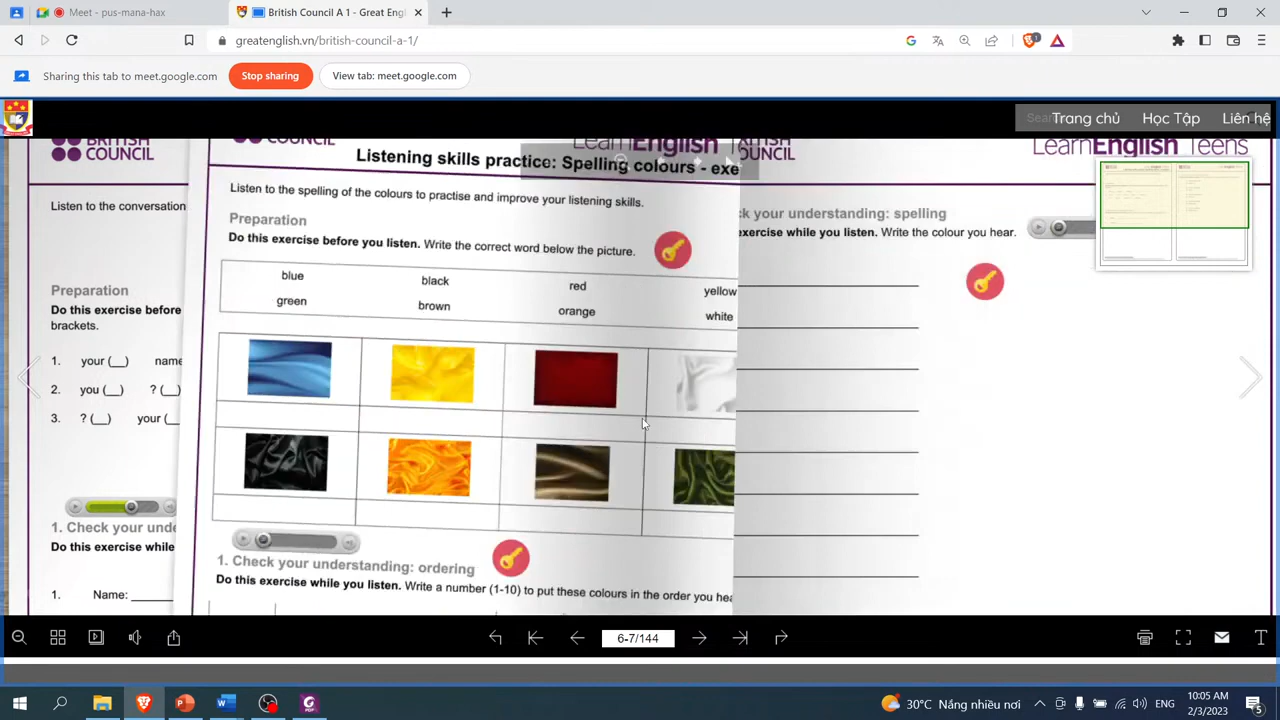 Meet - pus-mana-hax
British Council A 1 - Great Engl
greatenglish.vn/british-council-a-1/
1
Sharing this tab to meet.google.com
Stop sharing
View tab: meet.google.com
Trang chủ
Học Tập
Liên hệ
BRITISH
COUNCIL
COUNCIL
LearnEnglish Teens
Listening skills practice: Spelling colours - exe
Listen to the conversation
Listen to the spelling of the colours to practise and improve your listening skills.
Preparation
Do this exercise before you listen. Write the correct word below the picture.
blue
black
red
yellow
green
brown
orange
white
Preparation
Do this exercise before
brackets.
1. your (__) name
2. you (__) ? (__)
3. ? (__) your (__
ck your understanding: spelling
exercise while you listen. Write the colour you hear.
1. Check your unde
Do this exercise while
1. Name: ______
1. Check your understanding: ordering
Do this exercise while you listen. Write a number (1-10) to put these colours in the order you hea
6-7/144
30°C Nắng nhiều nơi
ENG
10:05 AM
2/3/2023
5